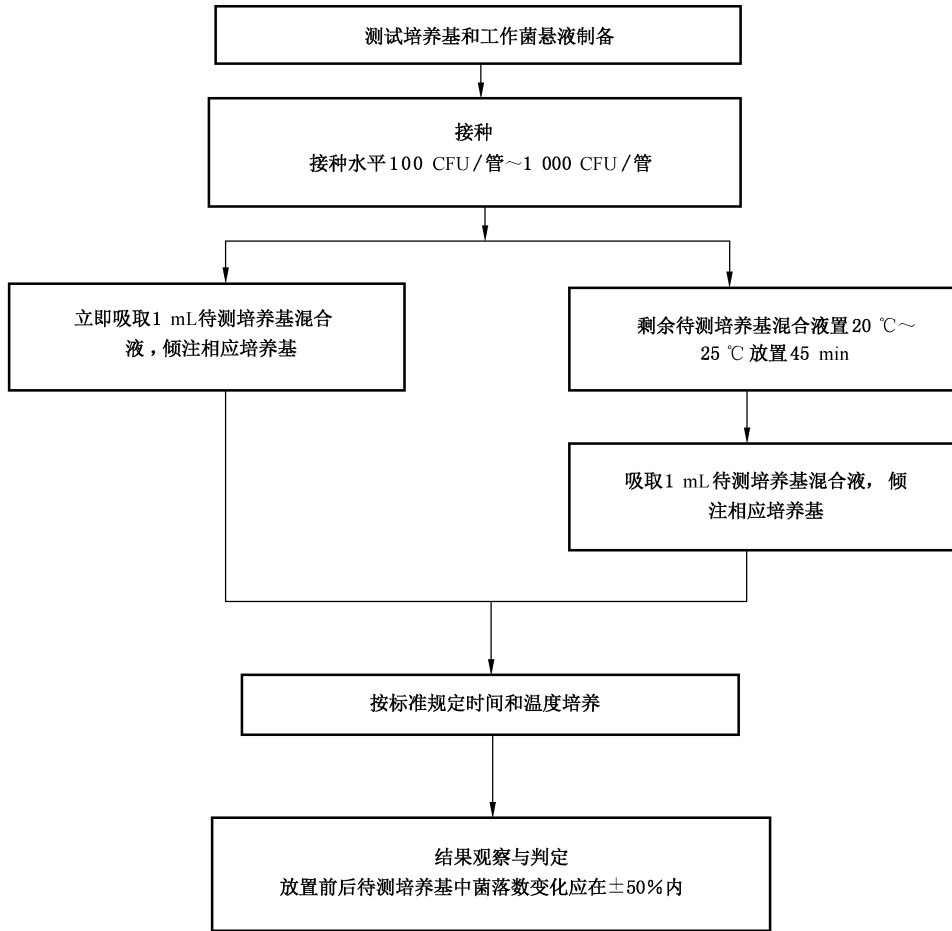 测试培养基和工作菌悬液制备
接种
接种水平100 CFU/管～1 000 CFU/管
立即吸取1 mL待测培养基混合
液,倾注相应培养基
剩余待测培养基混合液置20 ℃～
25 ℃放置45 min
吸取1 mL待测培养基混合液，倾
注相应培养基
按标准规定时间和温度培养
结果观察与判定
放置前后待测培养基中菌落数变化应在±50%内